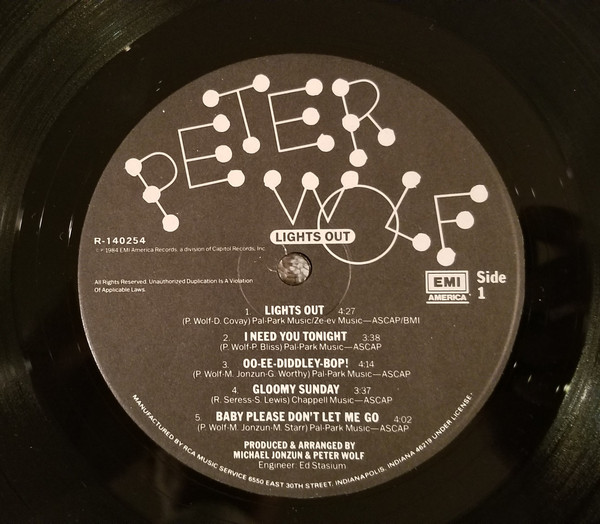 PETER
WOLF
LIGHTS OUT
R-140254
℗ 1984 EMI America Records, a division of Capitol Records, Inc.
All Rights Reserved. Unauthorized Duplication Is A Violation
Of Applicable Laws.
EMI
AMERICA
Side
1
1. LIGHTS OUT 4:27
(P. Wolf-D. Covay) Pal-Park Music/Ze-ev Music—ASCAP/BMI
2. I NEED YOU TONIGHT 3:38
(P. Wolf-P. Bliss) Pal-Park Music—ASCAP
3. OO-EE-DIDDLEY-BOP! 4:14
(P. Wolf-M. Jonzun-G. Worthy) Pal-Park Music—ASCAP
4. GLOOMY SUNDAY 3:37
(R. Seress-S. Lewis) Chappell Music—ASCAP
5. BABY PLEASE DON'T LET ME GO 4:02
(P. Wolf-M. Jonzun-M. Starr) Pal-Park Music—ASCAP
PRODUCED & ARRANGED BY
MICHAEL JONZUN & PETER WOLF
Engineer: Ed Stasium
MANUFACTURED BY RCA MUSIC SERVICE 6550 EAST 30TH STREET, INDIANAPOLIS, INDIANA 46219 UNDER LICENSE·